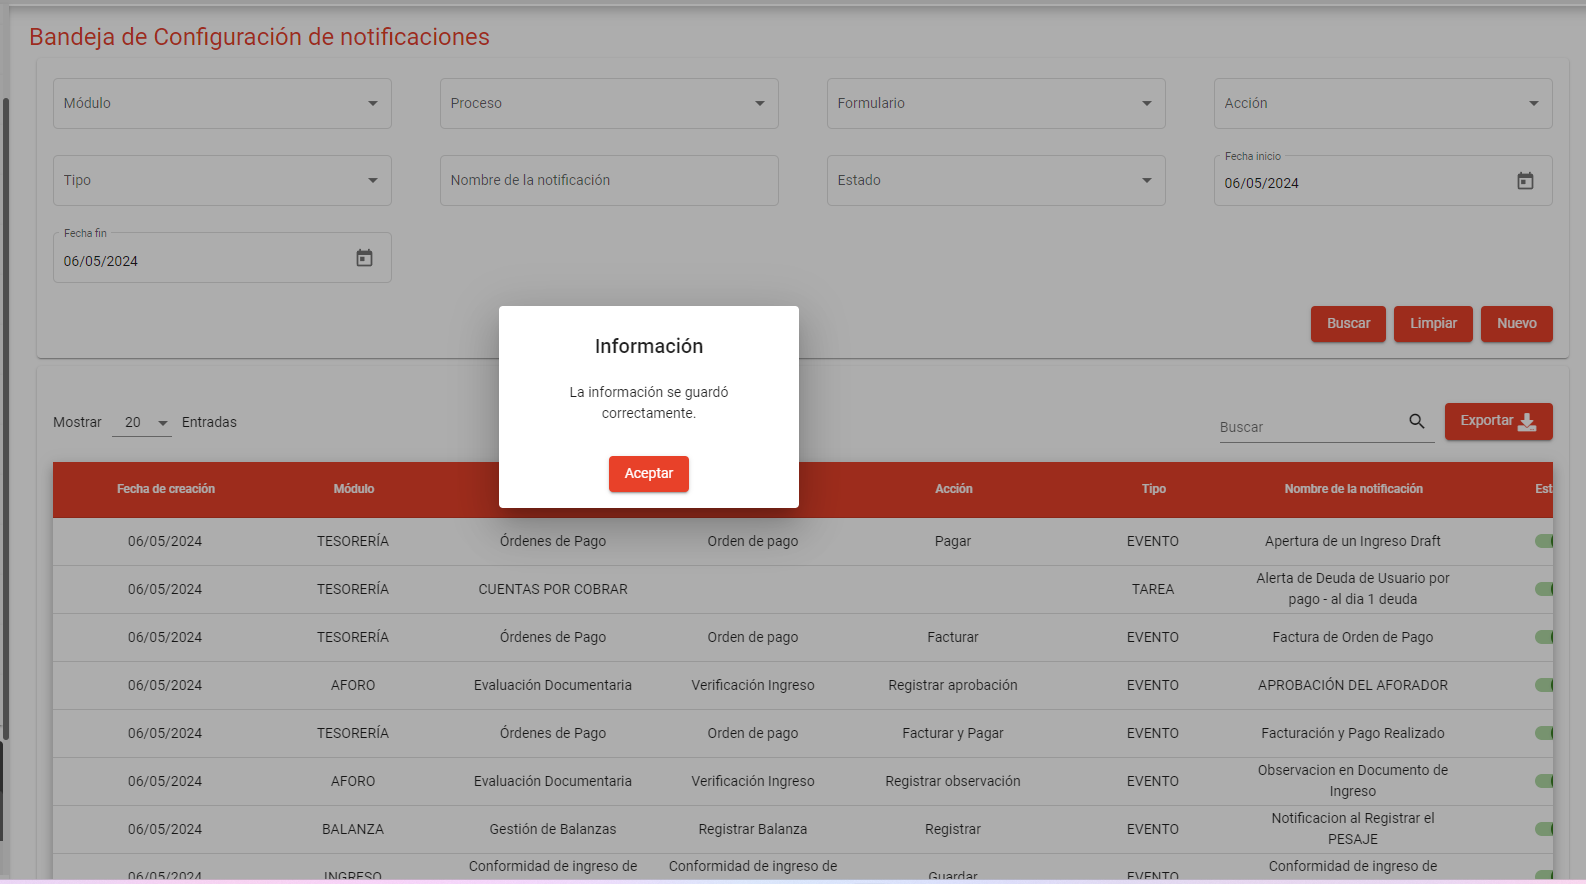 Bandeja de Configuración de notificaciones
Módulo Proceso Formulario Acción
Tipo Nombre de la notificación Estado Fecha inicio
06/05/2024
Fecha fin
06/05/2024
Buscar Limpiar Nuevo
Información
La información se guardó
correctamente.
Aceptar
Mostrar 20 Entradas Buscar Exportar
Fecha de creación Módulo Acción Tipo Nombre de la notificación Est
06/05/2024 TESORERÍA Órdenes de Pago Orden de pago Pagar EVENTO Apertura de un Ingreso Draft
06/05/2024 TESORERÍA CUENTAS POR COBRAR TAREA Alerta de Deuda de Usuario por
pago - al dia 1 deuda
06/05/2024 TESORERÍA Órdenes de Pago Orden de pago Facturar EVENTO Factura de Orden de Pago
06/05/2024 AFORO Evaluación Documentaria Verificación Ingreso Registrar aprobación EVENTO APROBACIÓN DEL AFORADOR
06/05/2024 TESORERÍA Órdenes de Pago Orden de pago Facturar y Pagar EVENTO Facturación y Pago Realizado
06/05/2024 AFORO Evaluación Documentaria Verificación Ingreso Registrar observación EVENTO Observacion en Documento de
Ingreso
06/05/2024 BALANZA Gestión de Balanzas Registrar Balanza Registrar EVENTO Notificacion al Registrar el
PESAJE
06/05/2024 INGRESO Conformidad de ingreso de Conformidad de ingreso de Guardar EVENTO Conformidad de ingreso de